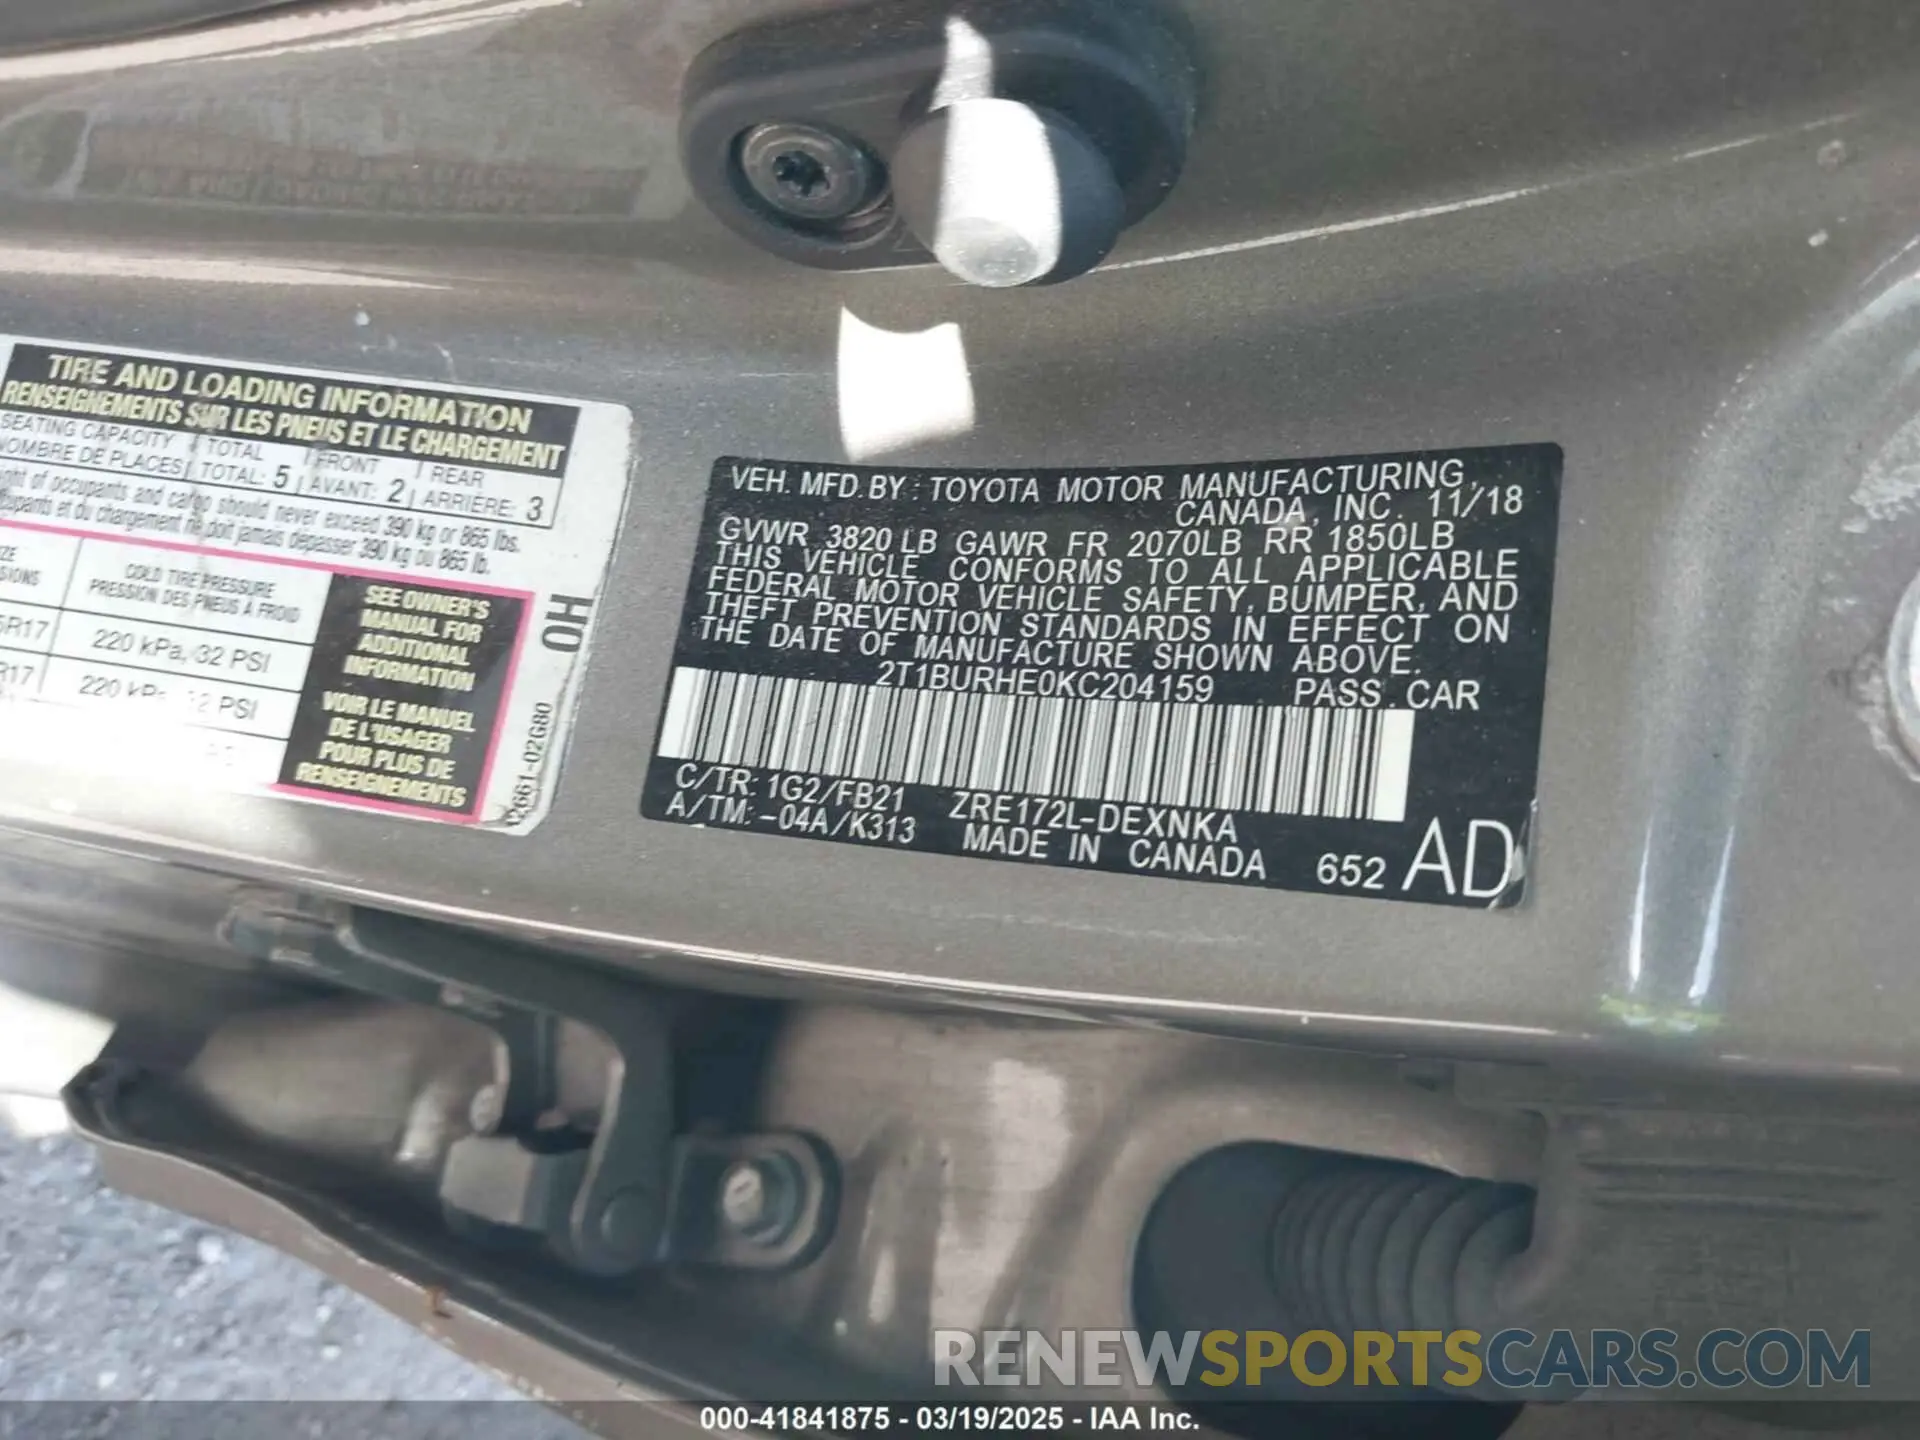 TIRE AND LOADING INFORMATION
RENSEIGNEMENTS SUR LES PNEUS ET LE CHARGEMENT
SEATING CAPACITY TOTAL FRONT REAR
NOMBRE DE PLACES TOTAL: 5 AVANT: 2 ARRIÈRE: 3
of occupants and cargo should never exceed 390 kg or 865 lbs.
et du chargement ne doit jamais dépasser 390 kg ou 865 lb.
COLD TIRE PRESSURE
PRESSION DES PNEUS À FROID
R17 220 kPa, 32 PSI
R17 220 kPa, PSI
SEE OWNER'S
MANUAL FOR
ADDITIONAL
INFORMATION
VOIR LE MANUEL
DE L'USAGER
POUR PLUS DE
RENSEIGNEMENTS
HO
42661-02G80
VEH. MFD. BY : TOYOTA MOTOR MANUFACTURING,
CANADA, INC. 11/18
GVWR 3820 LB GAWR FR 2070LB RR 1850LB
THIS VEHICLE CONFORMS TO ALL APPLICABLE
FEDERAL MOTOR VEHICLE SAFETY, BUMPER, AND
THEFT PREVENTION STANDARDS IN EFFECT ON
THE DATE OF MANUFACTURE SHOWN ABOVE.
2T1BURHE0KC204159 PASS. CAR
C/TR: 1G2/FB21 ZRE172L-DEXNKA
A/TM: -04A/K313 MADE IN CANADA 652 AD
RENEWSPORTSCARS.COM
000-41841875 - 03/19/2025 - IAA Inc.